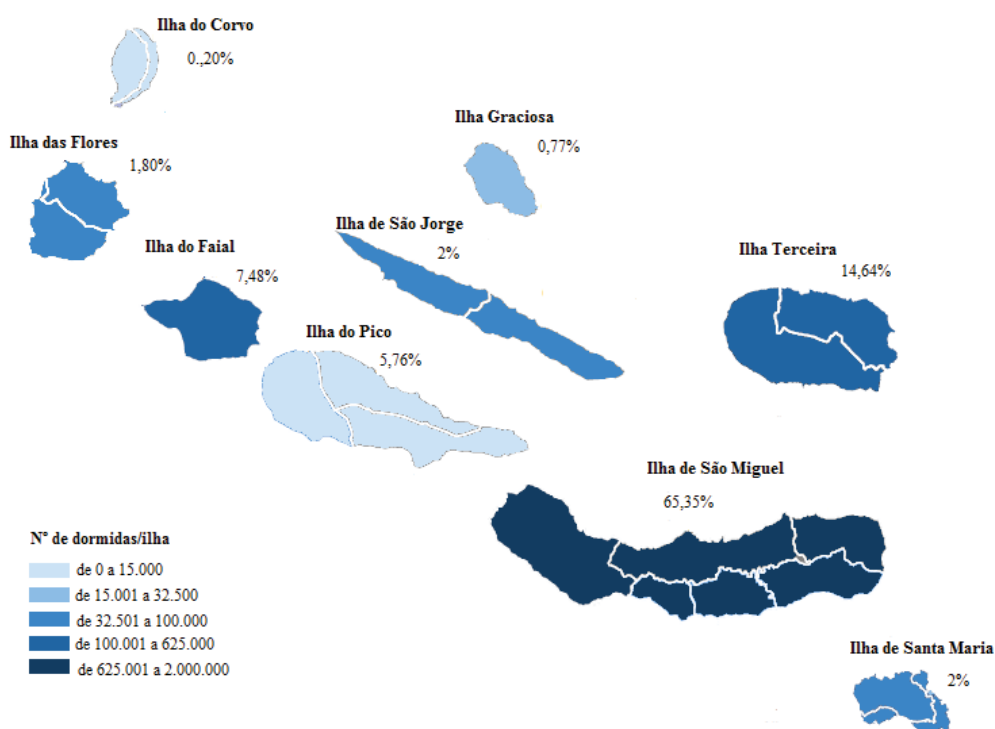 Ilha do Corvo
0.,20%
Ilha Graciosa
0,77%
Ilha das Flores
1,80%
Ilha de São Jorge
2%
Ilha do Faial
7,48%
Ilha Terceira
14,64%
Ilha do Pico
5,76%
Ilha de São Miguel
65,35%
Nº de dormidas/ilha
de 0 a 15.000
de 15.001 a 32.500
de 32.501 a 100.000
de 100.001 a 625.000
de 625.001 a 2.000.000
Ilha de Santa Maria
2%